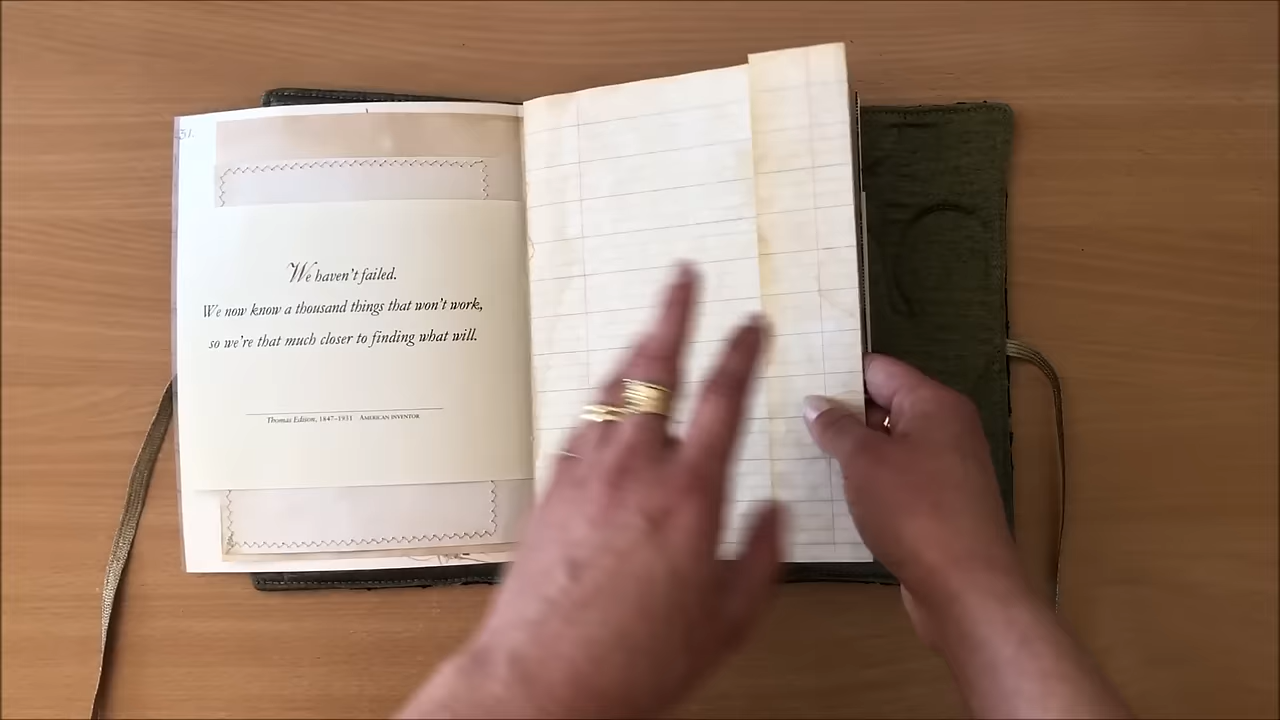 51.
We haven't failed.
We now know a thousand things that won't work,
so we're that much closer to finding what will.
Thomas Edison, 1847–1931 AMERICAN INVENTOR